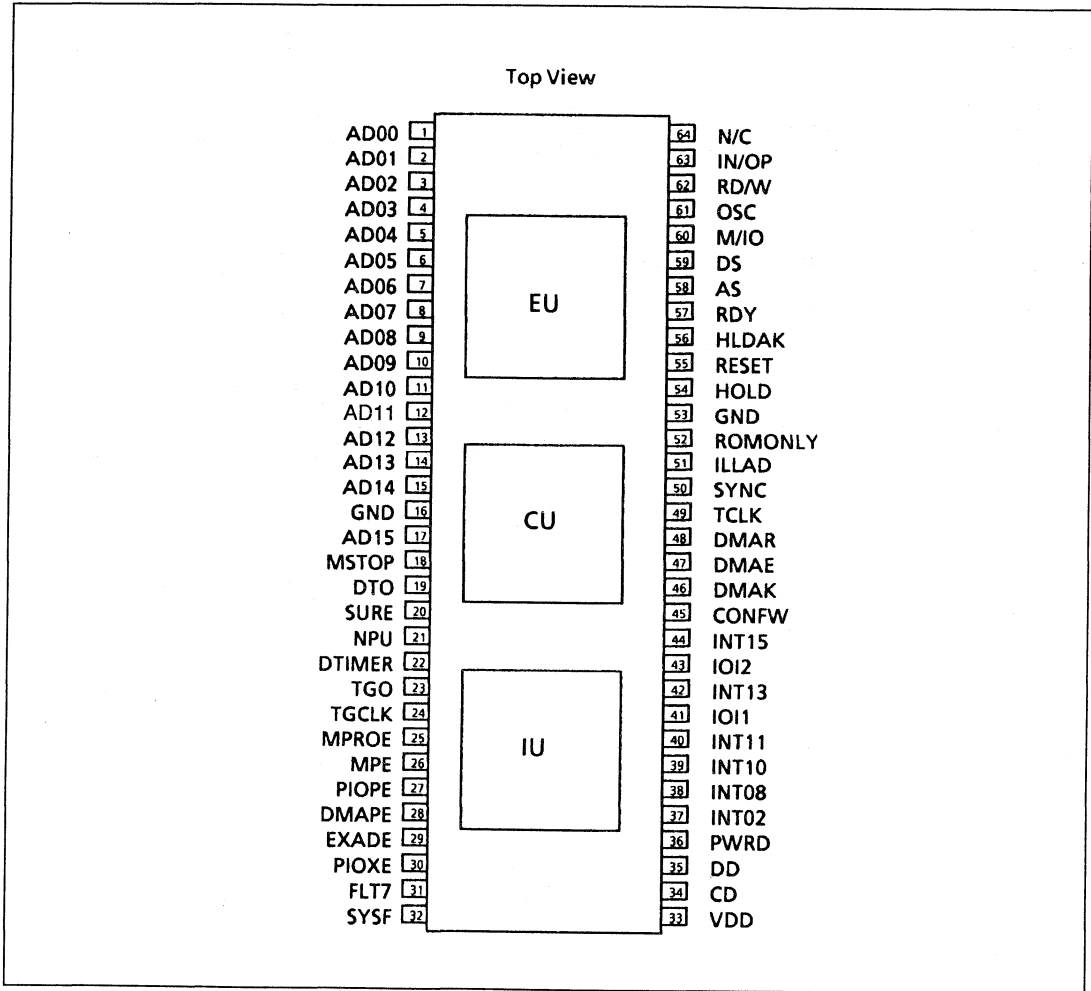 Top View
AD00 1 64 N/C
AD01 2 63 IN/OP
AD02 3 62 RD/W
AD03 4 61 OSC
AD04 5 60 M/IO
AD05 6 59 DS
AD06 7 58 AS
AD07 8 57 RDY
AD08 9 56 HLDAK
AD09 10 55 RESET
AD10 11 54 HOLD
AD11 12 53 GND
AD12 13 52 ROMONLY
AD13 14 51 ILLAD
AD14 15 50 SYNC
GND 16 49 TCLK
AD15 17 48 DMAR
MSTOP 18 47 DMAE
DTO 19 46 DMAK
SURE 20 45 CONFW
NPU 21 44 INT15
DTIMER 22 43 IOI2
TGO 23 42 INT13
TGCLK 24 41 IOI1
MPROE 25 40 INT11
MPE 26 39 INT10
PIOPE 27 38 INT08
DMAPE 28 37 INT02
EXADE 29 36 PWRD
PIOXE 30 35 DD
FLT7 31 34 CD
SYSF 32 33 VDD
EU
CU
IU